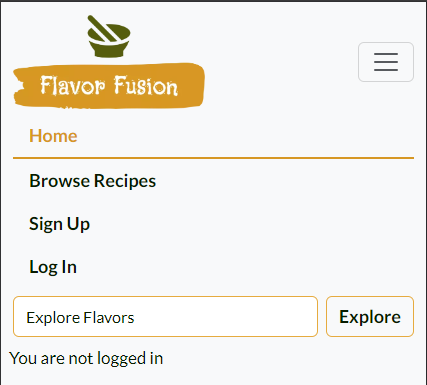 Flavor Fusion
Home
Browse Recipes
Sign Up
Log In
Explore Flavors
Explore
You are not logged in